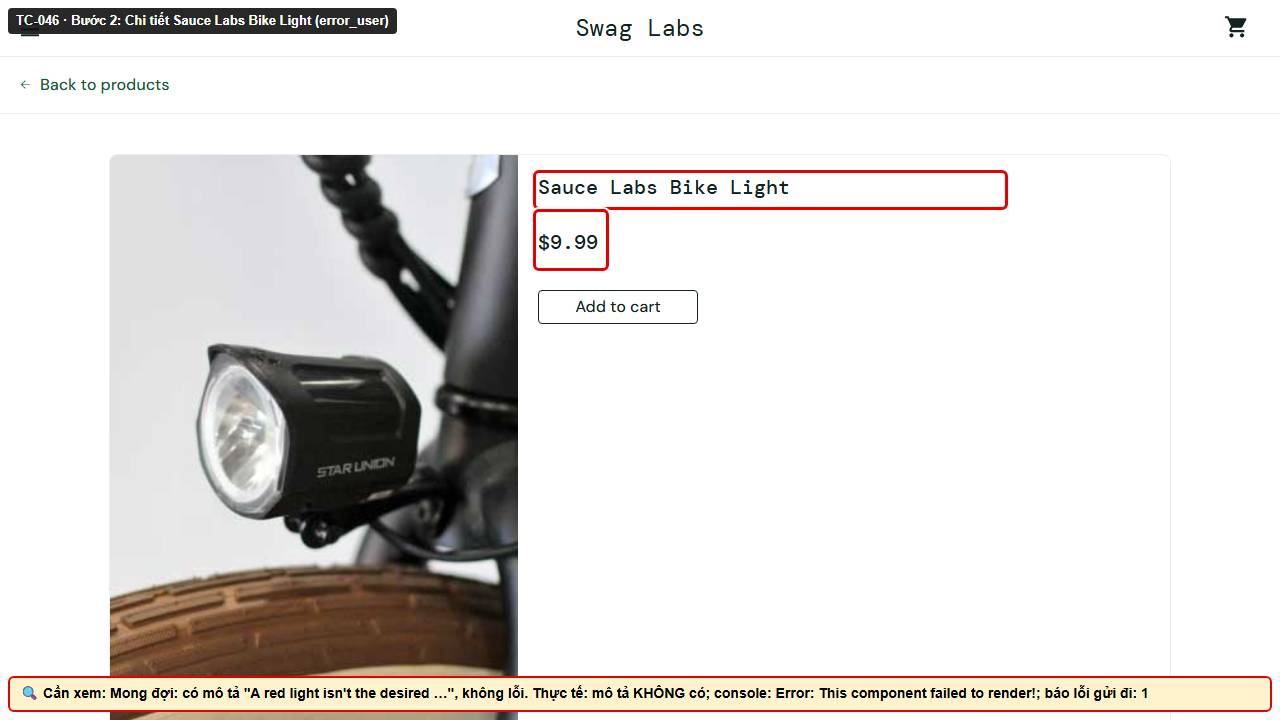 TC-046 · Bước 2: Chi tiết Sauce Labs Bike Light (error_user)
Swag Labs
Back to products
Sauce Labs Bike Light
$9.99
Add to cart
STAR UNION
Cần xem: Mong đợi: có mô tả "A red light isn't the desired ...", không lỗi. Thực tế: mô tả KHÔNG có; console: Error: This component failed to render!; báo lỗi gửi đi: 1